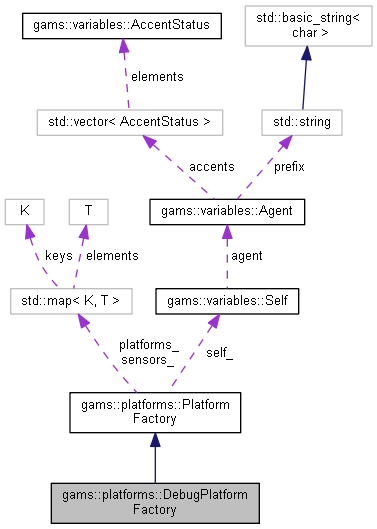 gams::variables::AccentStatus
std::basic_string<
char >
elements
std::vector< AccentStatus >
std::string
accents
prefix
K
T
gams::variables::Agent
keys
elements
agent
std::map< K, T >
gams::variables::Self
platforms_
sensors_
self_
gams::platforms::Platform
Factory
gams::platforms::DebugPlatform
Factory